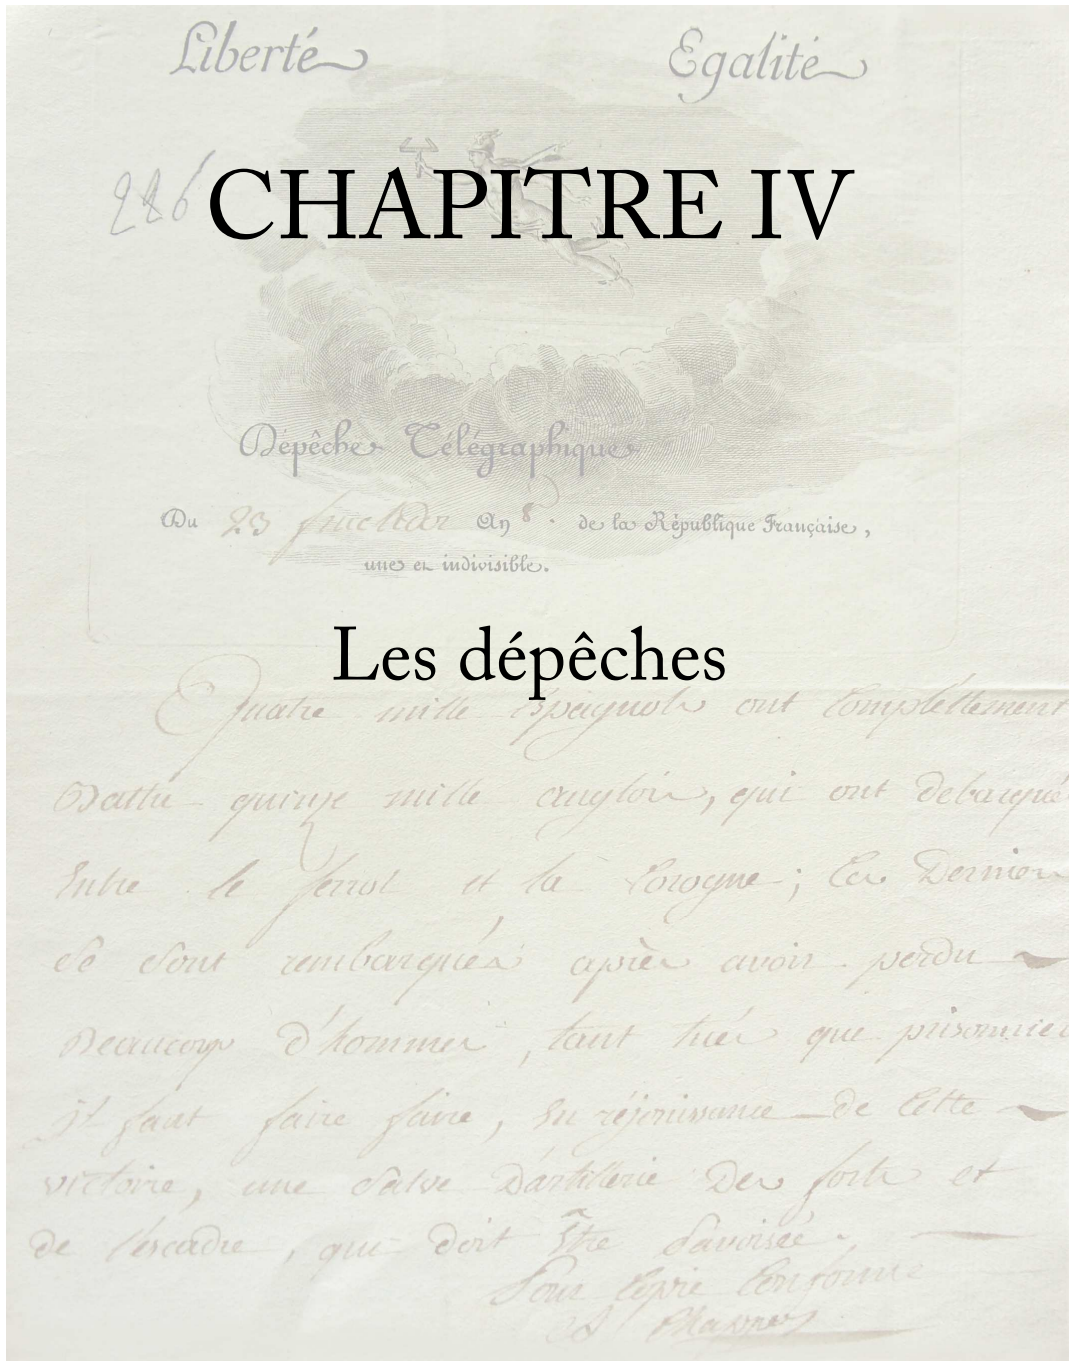 Liberté Egalité
226
CHAPITRE IV
Dépêche Télégraphique
Du 23 fructidor An 8. de la République Française,
une et indivisible.
Les dépêches
Quatre mille Espagnols ont complettement
Battu quinze mille anglois, qui ont debarqué
Entre le ferrol et la Corogne; Ces Derniers
Se Sont rembarqués après avoir perdu
Beaucoup d'hommes, tant tués que prisonnier
il faut faire faire, En réjouissance de Cette
victoire, une Salve D'artillerie Des forts et
de l'escadre, qui doit Être Pavoisée.
Pour Copie Conforme